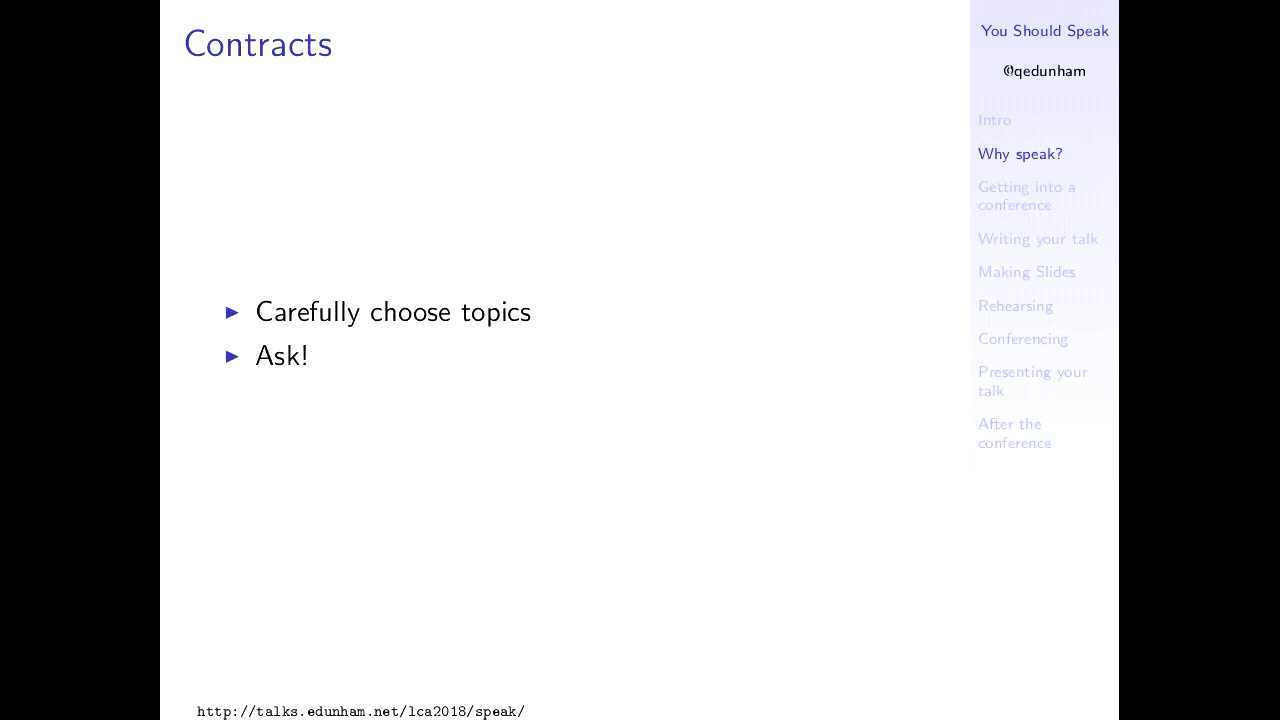 Contracts
Carefully choose topics
Ask!
http://talks.edunham.net/lca2018/speak/
You Should Speak
@qedunham
Intro
Why speak?
Getting into a
conference
Writing your talk
Making Slides
Rehearsing
Conferencing
Presenting your
talk
After the
conference